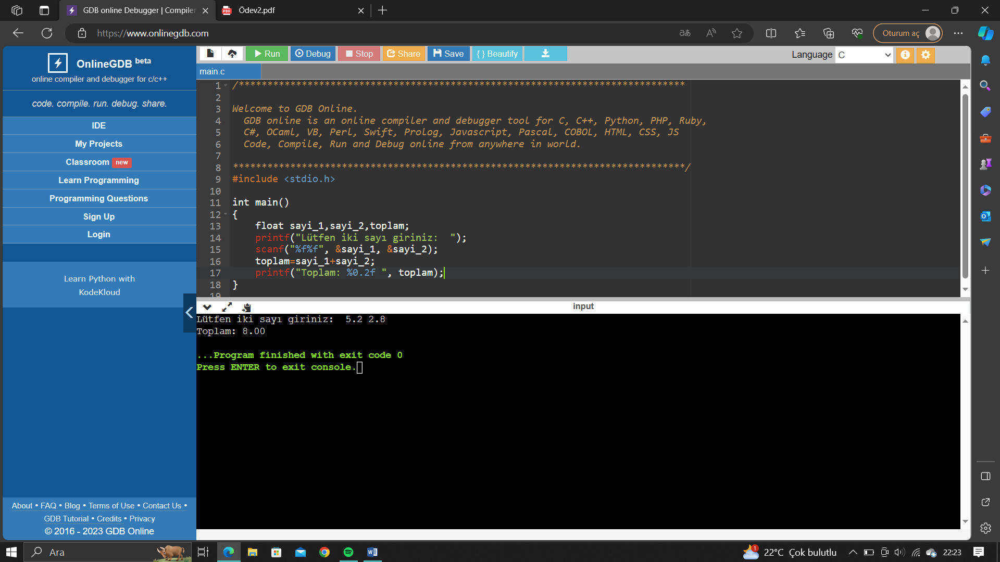 GDB online Debugger | Compiler
Ödev2.pdf
https://www.onlinegdb.com
Oturum aç
OnlineGDB beta
online compiler and debugger for c/c++
code. compile. run. debug. share.
IDE
My Projects
Classroom new
Learn Programming
Programming Questions
Sign Up
Login
Learn Python with
KodeKloud
About • FAQ • Blog • Terms of Use • Contact Us •
GDB Tutorial • Credits • Privacy
© 2016 - 2023 GDB Online
Run Debug Stop Share Save { } Beautify
Language C
main.c
1 /******************************************************************************
2
3 Welcome to GDB Online.
4 GDB online is an online compiler and debugger tool for C, C++, Python, PHP, Ruby,
5 C#, OCaml, VB, Perl, Swift, Prolog, Javascript, Pascal, COBOL, HTML, CSS, JS
6 Code, Compile, Run and Debug online from anywhere in world.
7
8 *******************************************************************************/
9 #include <stdio.h>
10
11 int main()
12 {
13 float sayi_1,sayi_2,toplam;
14 printf("Lütfen iki sayı giriniz:  ");
15 scanf("%f%f", &sayi_1, &sayi_2);
16 toplam=sayi_1+sayi_2;
17 printf("Toplam: %0.2f ", toplam);
18 }
19
input
Lütfen iki sayı giriniz:  5.2 2.8
Toplam: 8.00
...Program finished with exit code 0
Press ENTER to exit console.
Ara
1
22°C Çok bulutlu
22:23